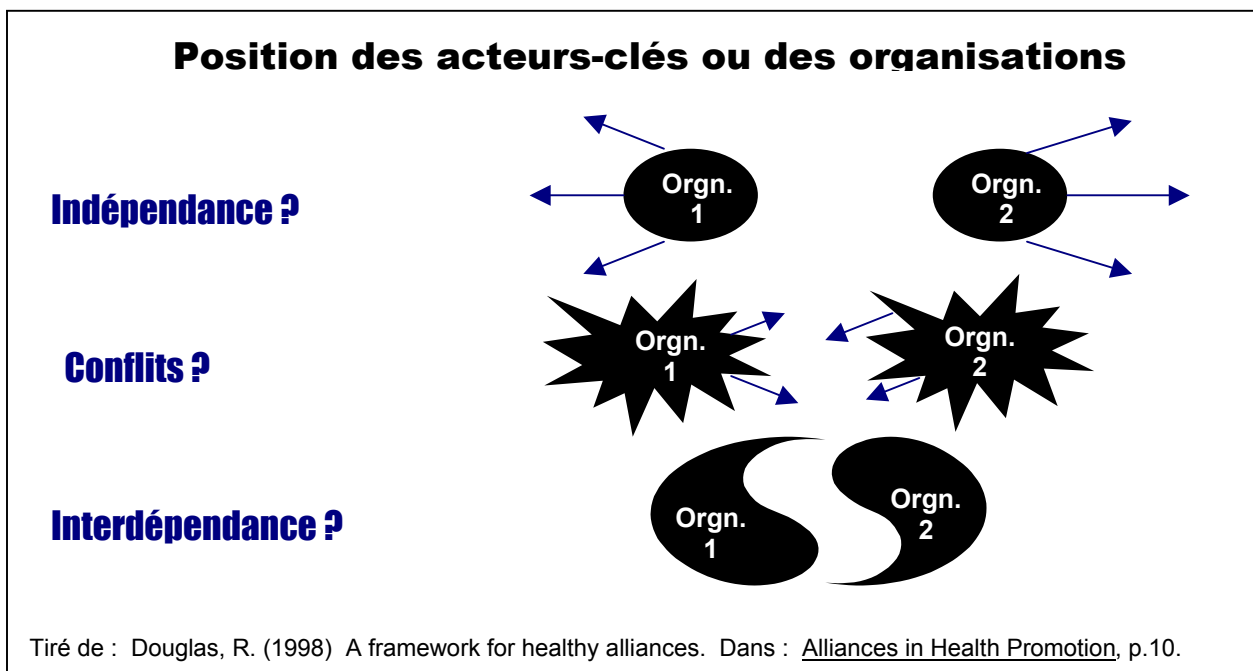 Position des acteurs-clés ou des organisations
Indépendance ?
Orgn.
1
Orgn.
2
Conflits ?
Orgn.
1
Orgn.
2
Interdépendance ?
Orgn.
1
Orgn.
2
Tiré de : Douglas, R. (1998) A framework for healthy alliances. Dans : Alliances in Health Promotion, p.10.